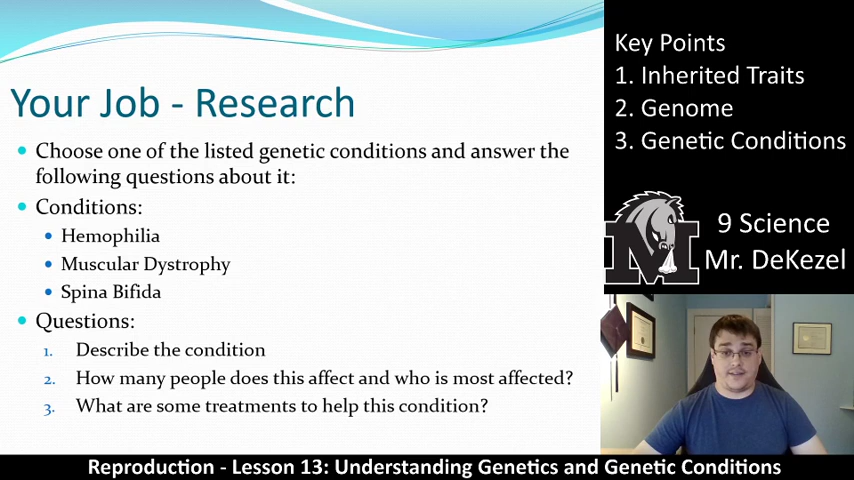 Your Job - Research
Choose one of the listed genetic conditions and answer the
following questions about it:
Conditions:
Hemophilia
Muscular Dystrophy
Spina Bifida
Questions:
1. Describe the condition
2. How many people does this affect and who is most affected?
3. What are some treatments to help this condition?
Key Points
1. Inherited Traits
2. Genome
3. Genetic Conditions
M
9 Science
Mr. DeKezel
Reproduction - Lesson 13: Understanding Genetics and Genetic Conditions